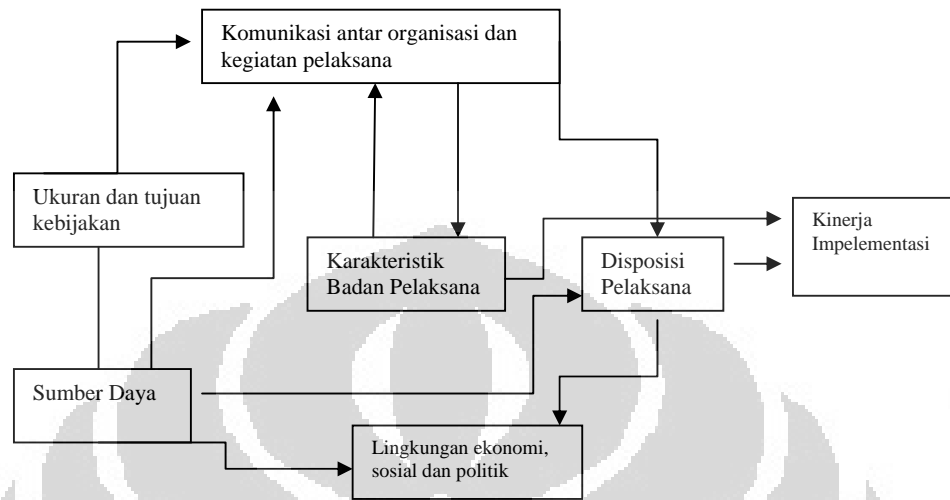 Komunikasi antar organisasi dan
kegiatan pelaksana
Ukuran dan tujuan
kebijakan
Karakteristik
Badan Pelaksana
Disposisi
Pelaksana
Kinerja
Impelementasi
Sumber Daya
Lingkungan ekonomi,
sosial dan politik